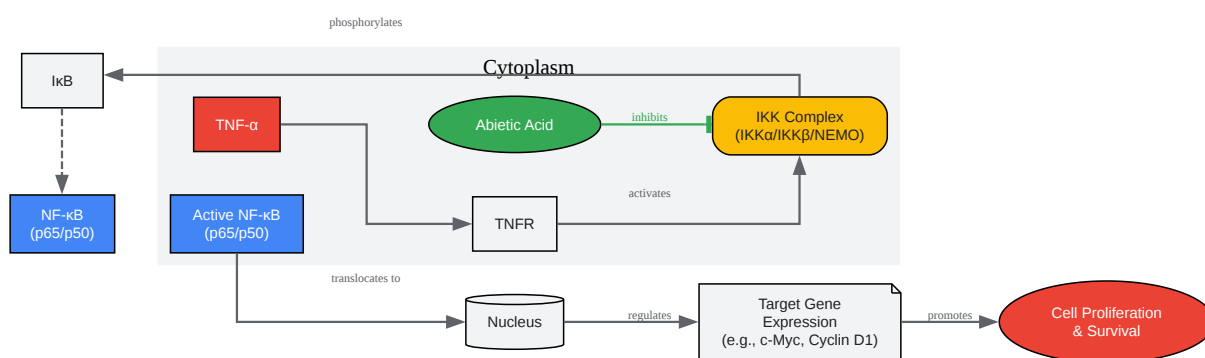 phosphorylates
IκB
Cytoplasm
TNF-α
Abietic Acid
inhibits
IKK Complex
(IKKα/IKKβ/NEMO)
NF-κB
(p65/p50)
Active NF-κB
(p65/p50)
TNFR
activates
translocates to
Nucleus
regulates
Target Gene
Expression
(e.g., c-Myc, Cyclin D1)
promotes
Cell Proliferation
& Survival